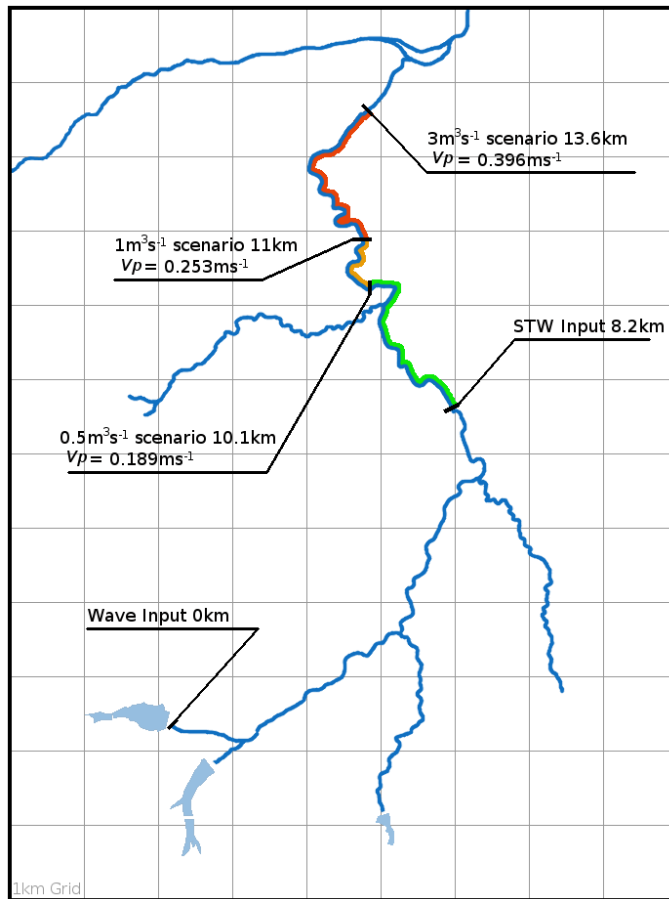 3m³s⁻¹ scenario 13.6km
Vp = 0.396ms⁻¹
1m³s⁻¹ scenario 11km
Vp = 0.253ms⁻¹
STW Input 8.2km
0.5m³s⁻¹ scenario 10.1km
Vp = 0.189ms⁻¹
Wave Input 0km
1km Grid